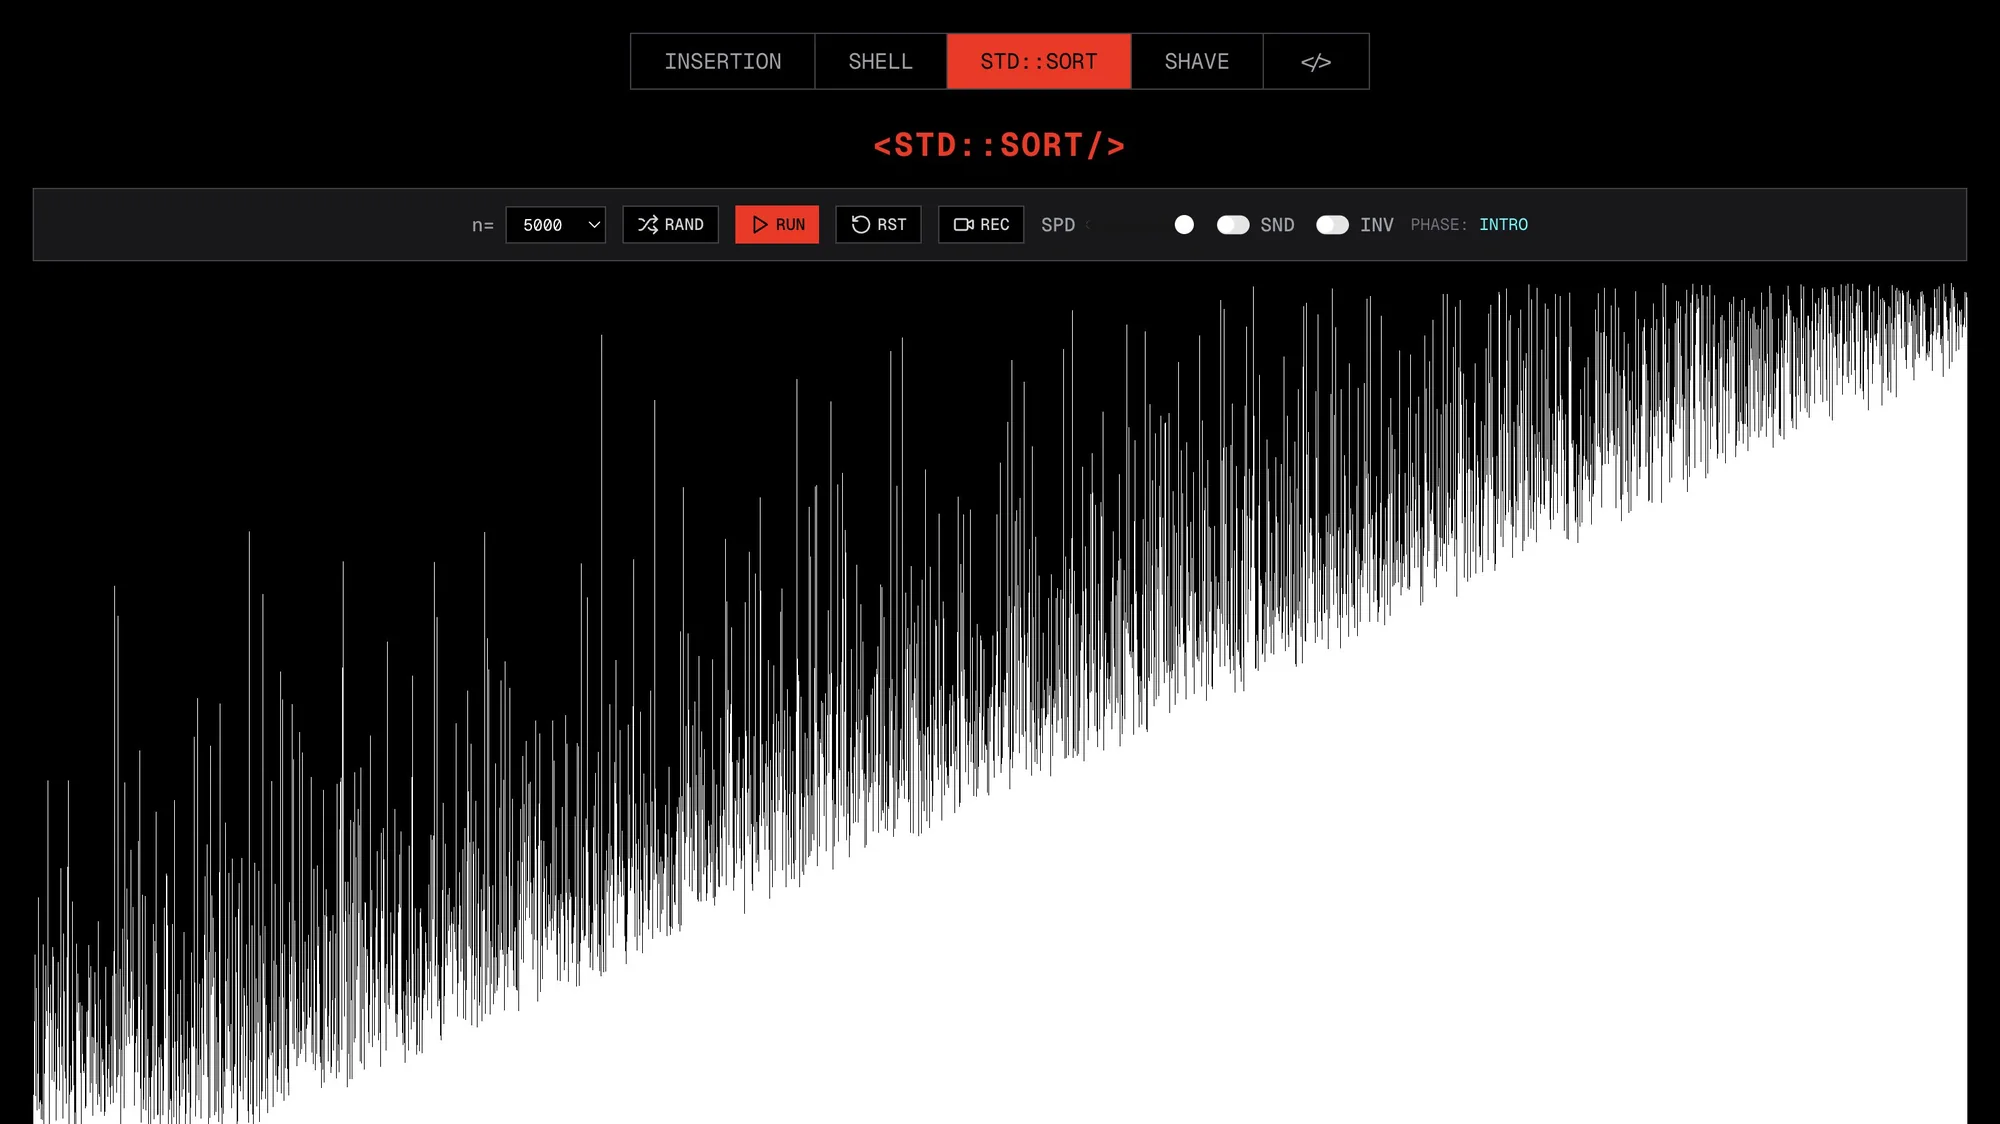 INSERTION SHELL STD::SORT SHAVE </>
<STD::SORT/>
n= 5000 RAND RUN RST REC SPD SND INV PHASE: INTRO